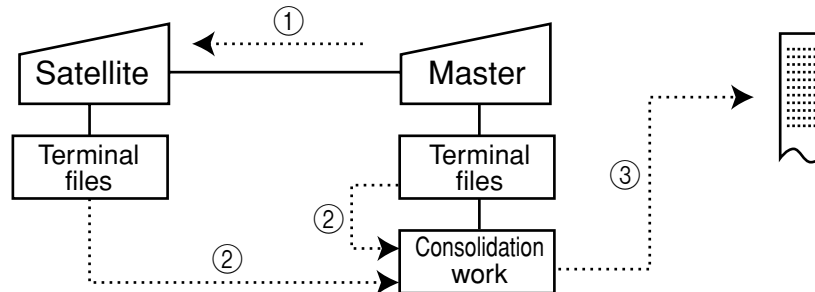 ①
Satellite
Master
Terminal
files
Terminal
files
③
②
②
Consolidation
work